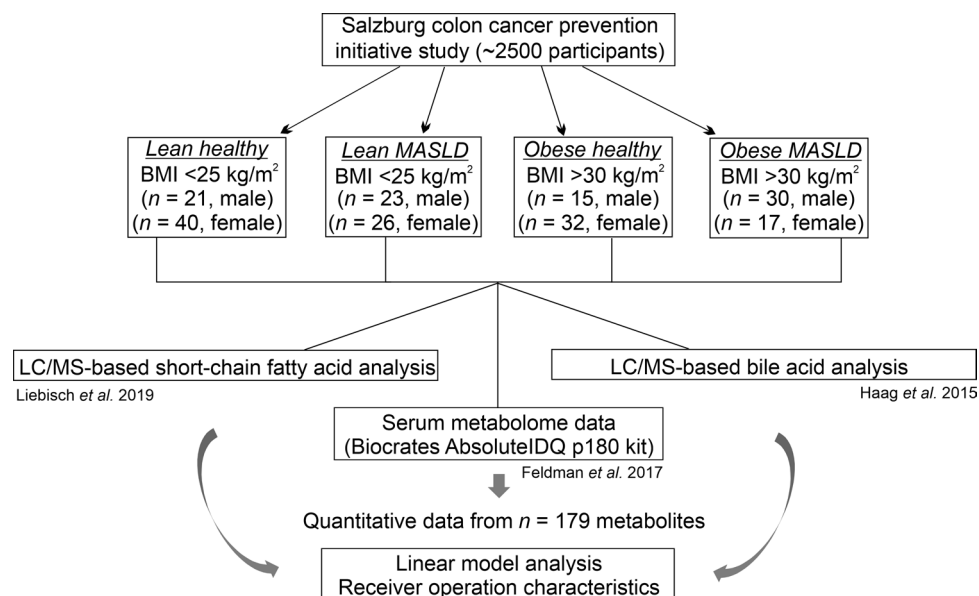 Salzburg colon cancer prevention
initiative study (~2500 participants)
Lean healthy
BMI <25 kg/m²
(n = 21, male)
(n = 40, female)
Lean MASLD
BMI <25 kg/m²
(n = 23, male)
(n = 26, female)
Obese healthy
BMI >30 kg/m²
(n = 15, male)
(n = 32, female)
Obese MASLD
BMI >30 kg/m²
(n = 30, male)
(n = 17, female)
LC/MS-based short-chain fatty acid analysis
Liebisch et al. 2019
LC/MS-based bile acid analysis
Haag et al. 2015
Serum metabolome data
(Biocrates AbsoluteIDQ p180 kit)
Feldman et al. 2017
Quantitative data from n = 179 metabolites
Linear model analysis
Receiver operation characteristics